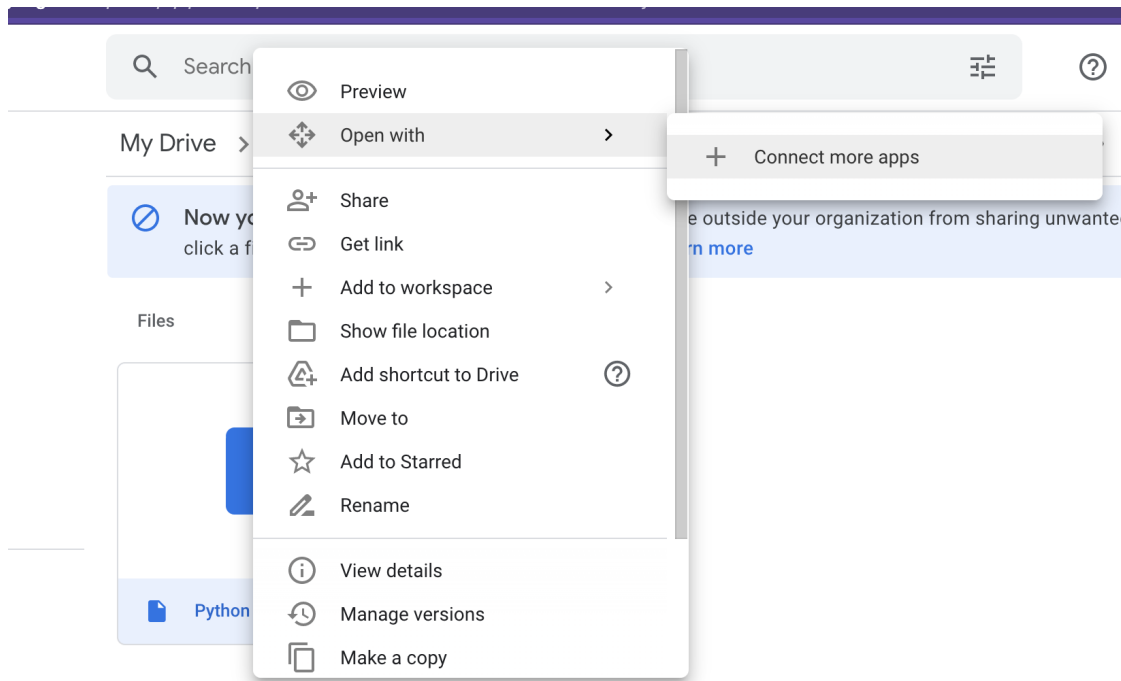 Search
Preview
Open with
Connect more apps
My Drive
Share
Now yo
e outside your organization from sharing unwante
Get link
click a fi
rn more
Add to workspace
Files
Show file location
Add shortcut to Drive
Move to
Add to Starred
Rename
View details
Manage versions
Python
Make a copy